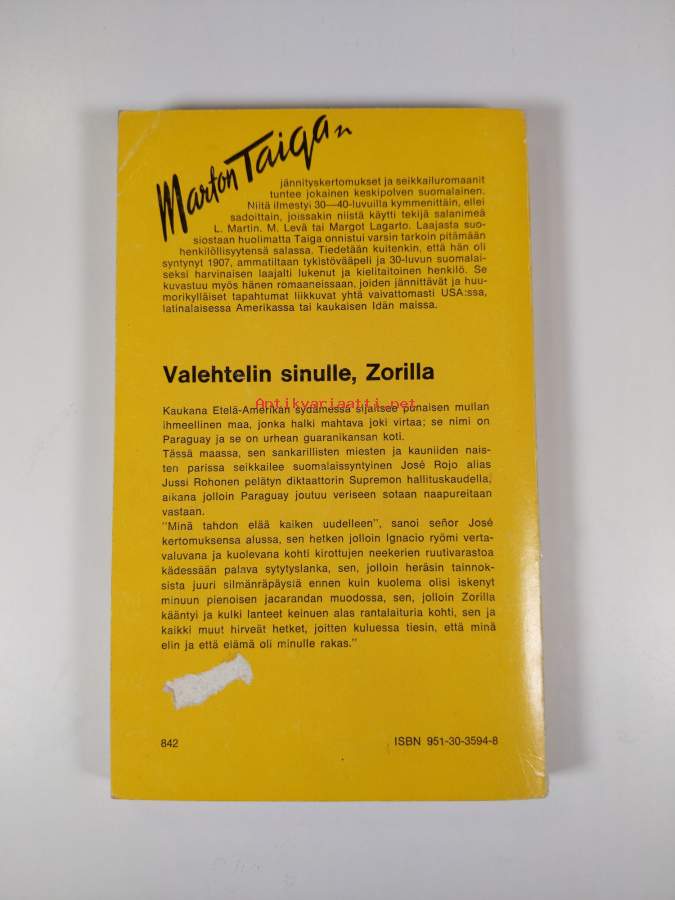 Marton Taigan
jännityskertomukset ja seikkailuromaanit
tuntee jokainen keskipolven suomalainen.
Niitä ilmestyi 30—40-luvuilla kymmenittäin, ellei
sadoittain, joissakin niistä käytti tekijä salanimeä
L. Martin. M. Levä tai Margot Lagarto. Laajasta suo-
siostaan huolimatta Taiga onnistui varsin tarkoin pitämään
henkilöllisyytensä salassa. Tiedetään kuitenkin, että hän oli
syntynyt 1907, ammatiltaan tykistövääpeli ja 30-luvun suomalai-
seksi harvinaisen laajalti lukenut ja kielitaitoinen henkilö. Se
kuvastuu myös hänen romaaneissaan, joiden jännittävät ja huu-
morikylläiset tapahtumat liikkuvat yhtä vaivattomasti USA:ssa,
latinalaisessa Amerikassa tai kaukaisen Idän maissa.
Valehtelin sinulle, Zorilla
Antikvariaatti.net
Kaukana Etelä-Amerikan sydämessä sijaitsee punaisen mullan
ihmeellinen maa, jonka halki mahtava joki virtaa; se nimi on
Paraguay ja se on urhean guaranikansan koti.
Tässä maassa, sen sankarillisten miesten ja kauniiden nais-
ten parissa seikkailee suomalaissyntyinen José Rojo alias
Jussi Rohonen pelätyn diktaattorin Supremon hallituskaudella,
aikana jolloin Paraguay joutuu veriseen sotaan naapureitaan
vastaan.
"Minä tahdon elää kaiken uudelleen", sanoi señor José
kertomuksensa alussa, sen hetken jolloin Ignacio ryömi verta-
valuvana ja kuolevana kohti kirottujen neekerien ruutivarastoa
kädessään palava sytytyslanka, sen, jolloin heräsin tainnok-
sista juuri silmänräpäysiä ennen kuin kuolema olisi iskenyt
minuun pienoisen jacarandan muodossa, sen, jolloin Zorilla
kääntyi ja kulki lanteet keinuen alas rantalaituria kohti, sen ja
kaikki muut hirveät hetket, joitten kuluessa tiesin, että minä
elin ja että elämä oli minulle rakas."
842
ISBN 951-30-3594-8